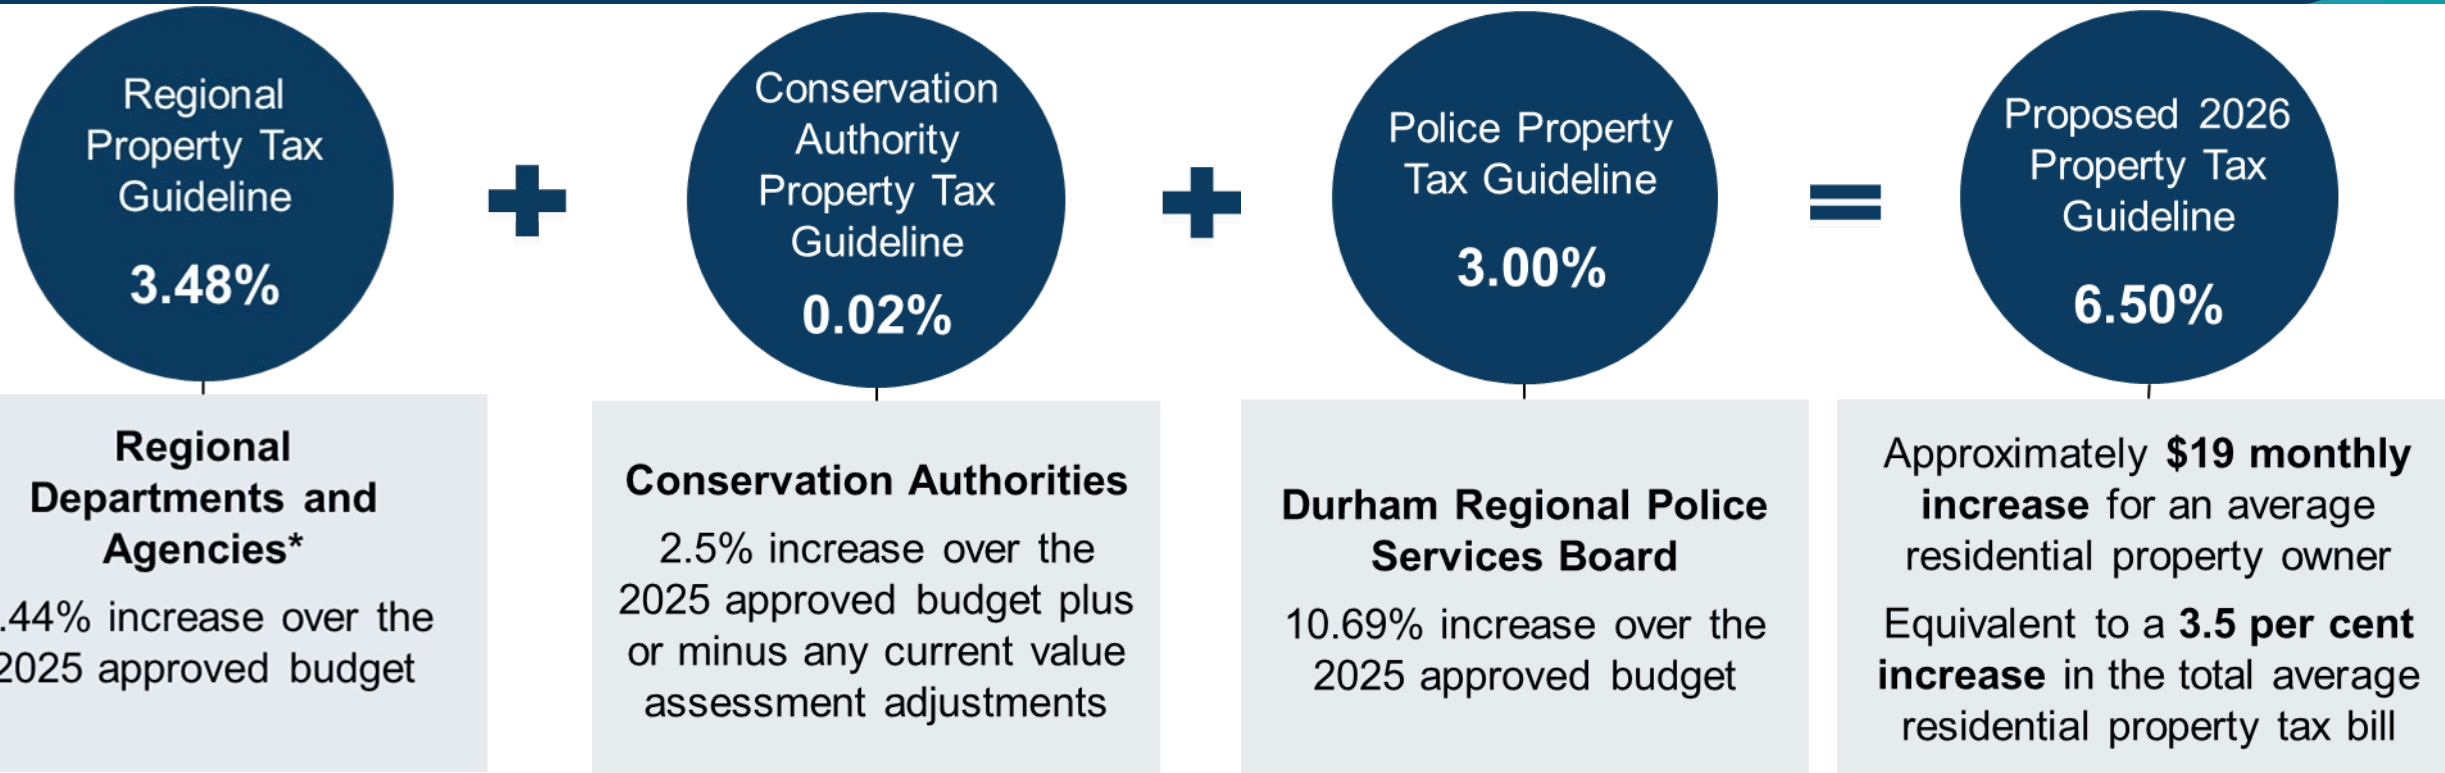 Regional
Property Tax
Guideline
3.48%
Conservation
Authority
Property Tax
Guideline
0.02%
Police Property
Tax Guideline
3.00%
Proposed 2026
Property Tax
Guideline
6.50%
Regional
Departments and
Agencies*
.44% increase over the
2025 approved budget
Conservation Authorities
2.5% increase over the
2025 approved budget plus
or minus any current value
assessment adjustments
Durham Regional Police
Services Board
10.69% increase over the
2025 approved budget
Approximately $19 monthly
increase for an average
residential property owner
Equivalent to a 3.5 per cent
increase in the total average
residential property tax bill